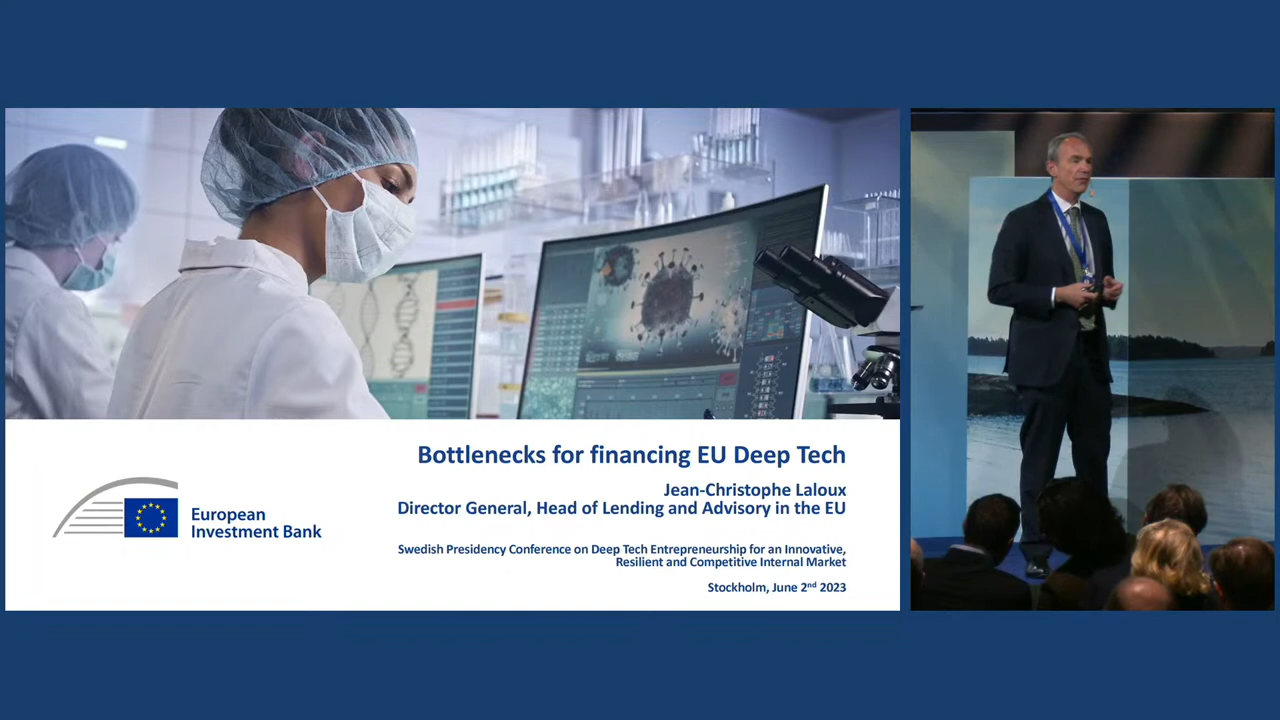 Bottlenecks for financing EU Deep Tech
Jean-Christophe Laloux
Director General, Head of Lending and Advisory in the EU
European
Investment Bank
Swedish Presidency Conference on Deep Tech Entrepreneurship for an Innovative,
Resilient and Competitive Internal Market
Stockholm, June 2nd 2023